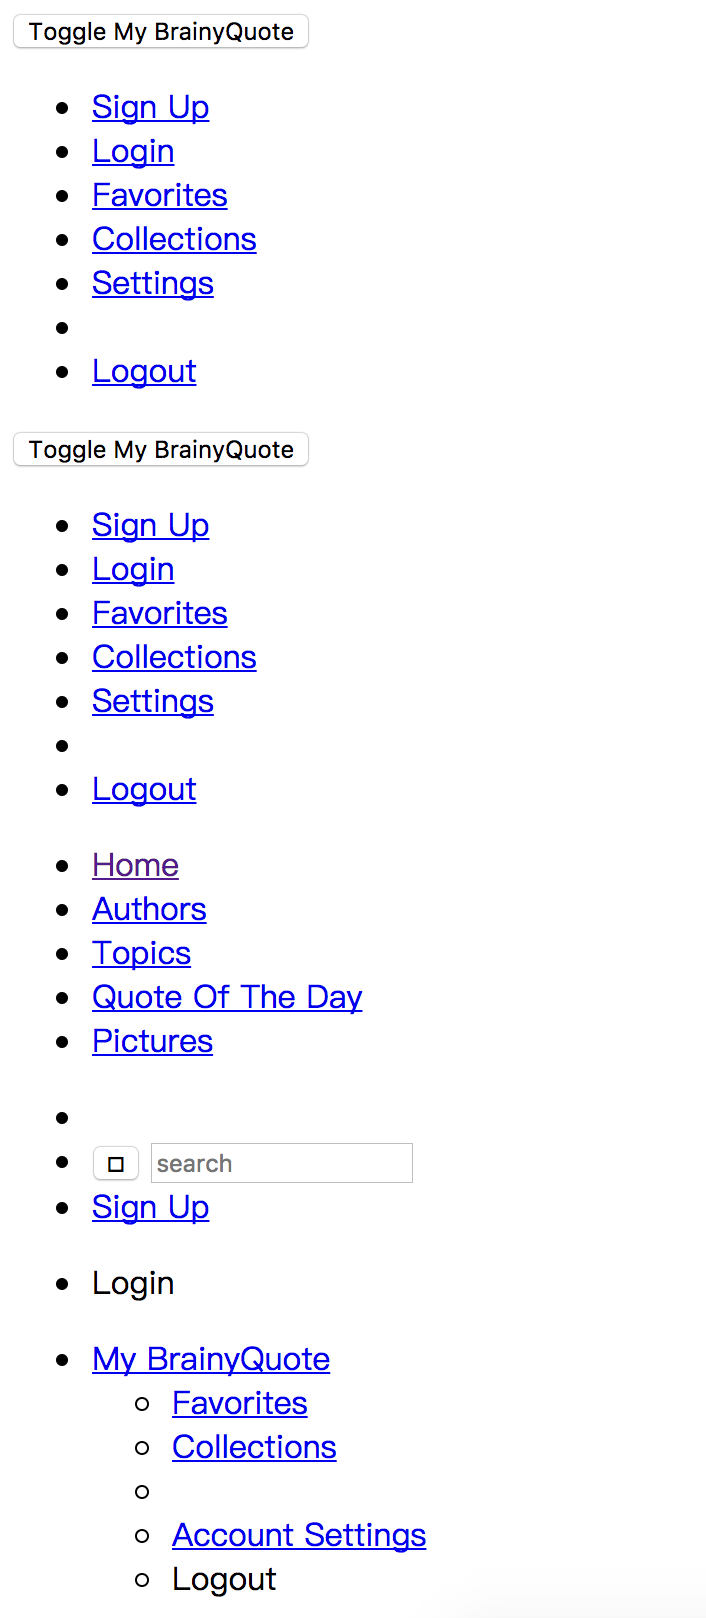 Toggle My BrainyQuote
Sign Up
Login
Favorites
Collections
Settings
Logout
Toggle My BrainyQuote
Sign Up
Login
Favorites
Collections
Settings
Logout
Home
Authors
Topics
Quote Of The Day
Pictures
search
Sign Up
Login
My BrainyQuote
Favorites
Collections
Account Settings
Logout